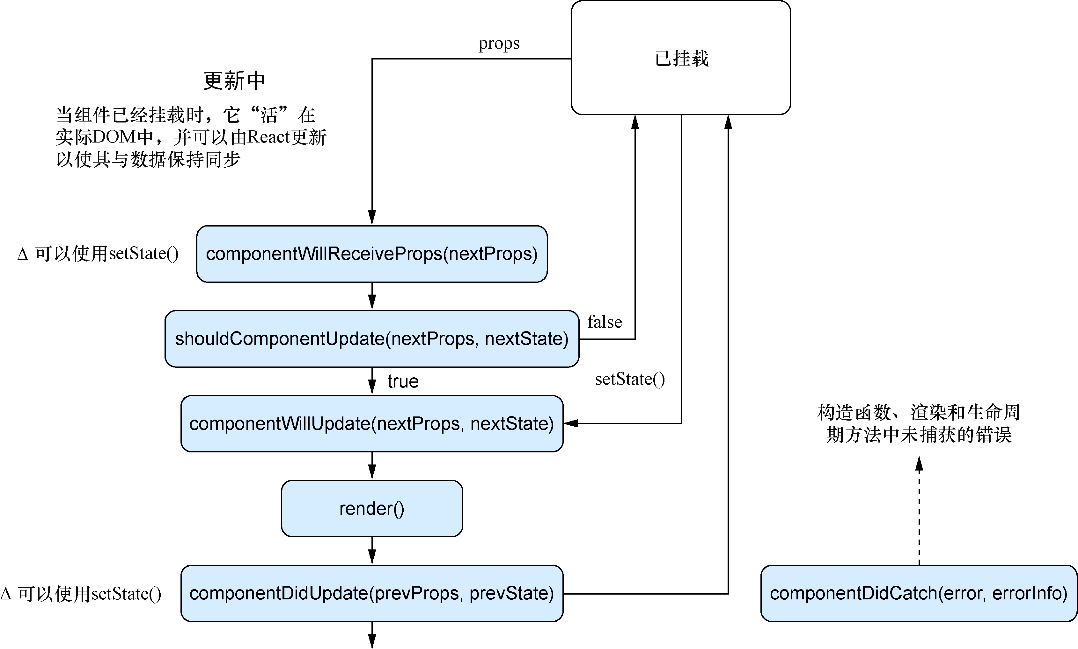 props
已挂载
更新中
当组件已经挂载时，它“活”在
实际DOM中，并可以由React更新
以使其与数据保持同步
Δ 可以使用setState()
componentWillReceiveProps(nextProps)
shouldComponentUpdate(nextProps, nextState)
false
true
setState()
componentWillUpdate(nextProps, nextState)
构造函数、渲染和生命周
期方法中未捕获的错误
render()
Δ 可以使用setState()
componentDidUpdate(prevProps, prevState)
componentDidCatch(error, errorInfo)